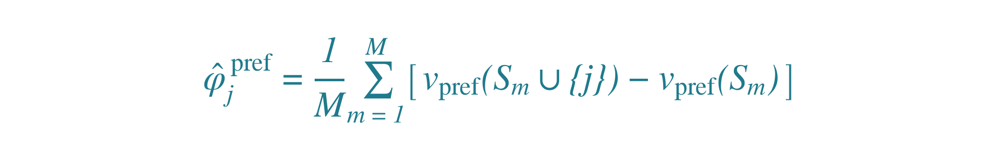 φ̂_j^pref = 1/M ∑_{m = 1}^{M} [ v_pref(S_m ∪ {j}) − v_pref(S_m) ]